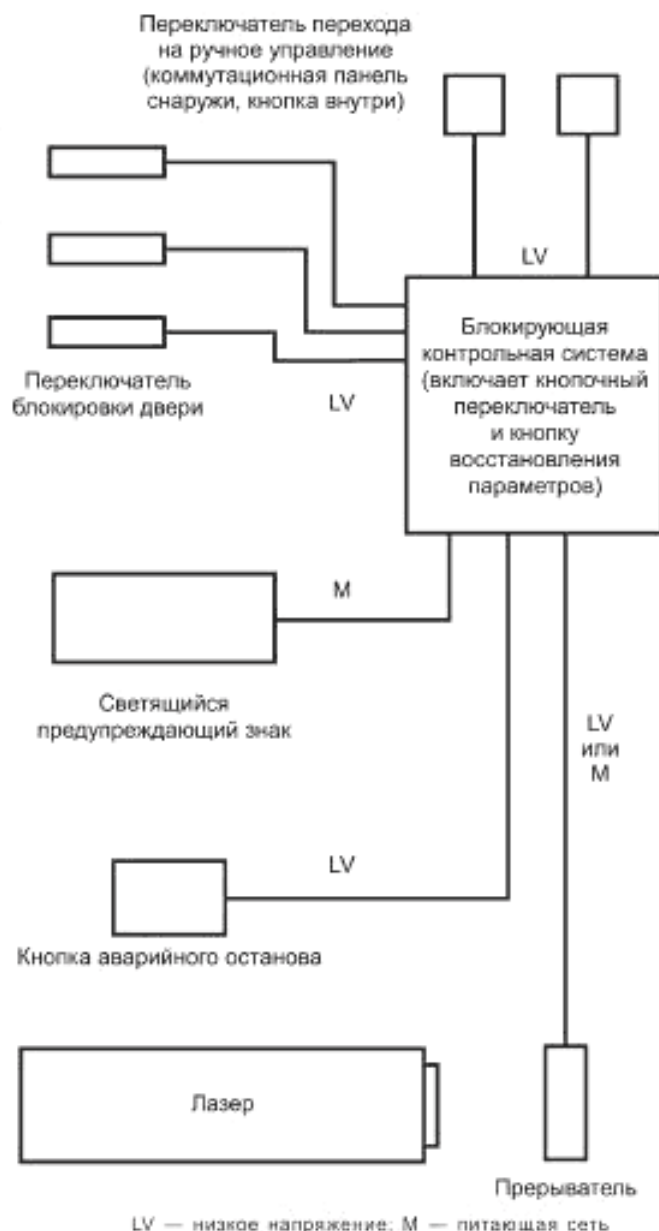 Переключатель перехода
на ручное управление
(коммутационная панель
снаружи, кнопка внутри)
LV
Блокирующая
контрольная система
(включает кнопочный
переключатель
и кнопку
восстановления
параметров)
Переключатель
блокировки двери
LV
M
Светящийся
предупреждающий знак
LV
или
M
LV
Кнопка аварийного останова
Лазер
Прерыватель
LV — низкое напряжение; M — питающая сеть